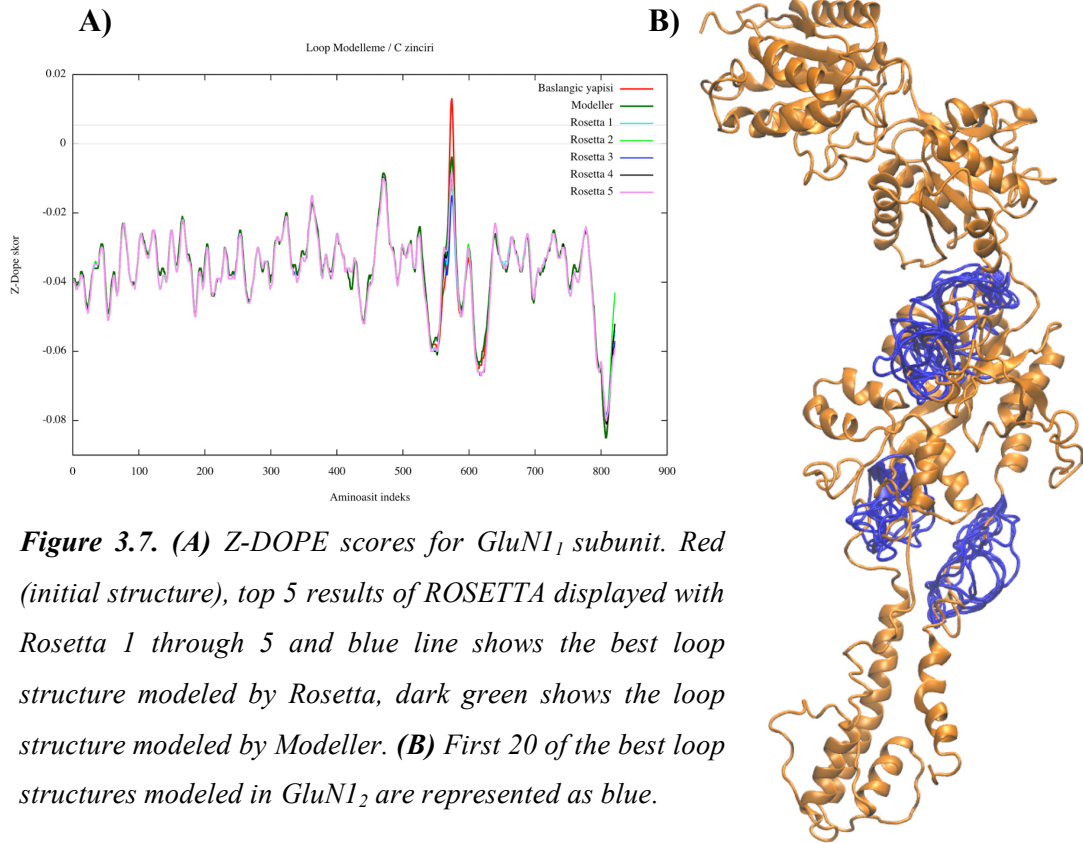 A)
B)
Loop Modelleme / C zinciri
0.02
0
-0.02
-0.04
-0.06
-0.08
Z-Dope skor
Baslangic yapisi
Modeller
Rosetta 1
Rosetta 2
Rosetta 3
Rosetta 4
Rosetta 5
0 100 200 300 400 500 600 700 800 900
Aminoasit indeks
Figure 3.7. (A) Z-DOPE scores for GluN1₁ subunit. Red
(initial structure), top 5 results of ROSETTA displayed with
Rosetta 1 through 5 and blue line shows the best loop
structure modeled by Rosetta, dark green shows the loop
structure modeled by Modeller. (B) First 20 of the best loop
structures modeled in GluN1₂ are represented as blue.